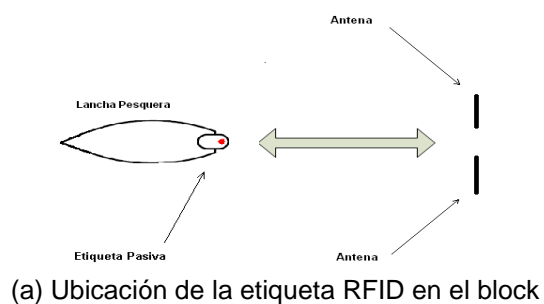 Antena
Lancha Pesquera
Etiqueta Pasiva
Antena
(a) Ubicación de la etiqueta RFID en el block